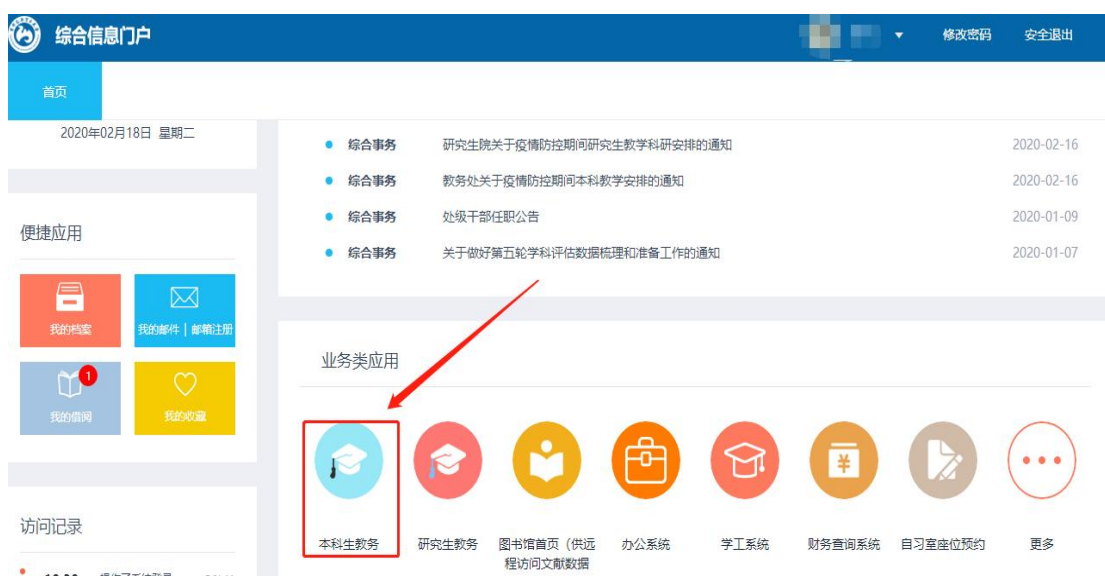 综合信息门户
修改密码
安全退出
首页
2020年02月18日 星期二
综合事务 研究生院关于疫情防控期间研究生教学科研安排的通知 2020-02-16
综合事务 教务处关于疫情防控期间本科教学安排的通知 2020-02-16
综合事务 处级干部任职公告 2020-01-09
综合事务 关于做好第五轮学科评估数据梳理和准备工作的通知 2020-01-07
便捷应用
我的档案
我的邮件 | 邮箱注册
1
我的借阅
我的收藏
访问记录
业务类应用
本科生教务
研究生教务
图书馆首页（供远
程访问文献数据
办公系统
学工系统
¥
财务查询系统
自习室座位预约
更多